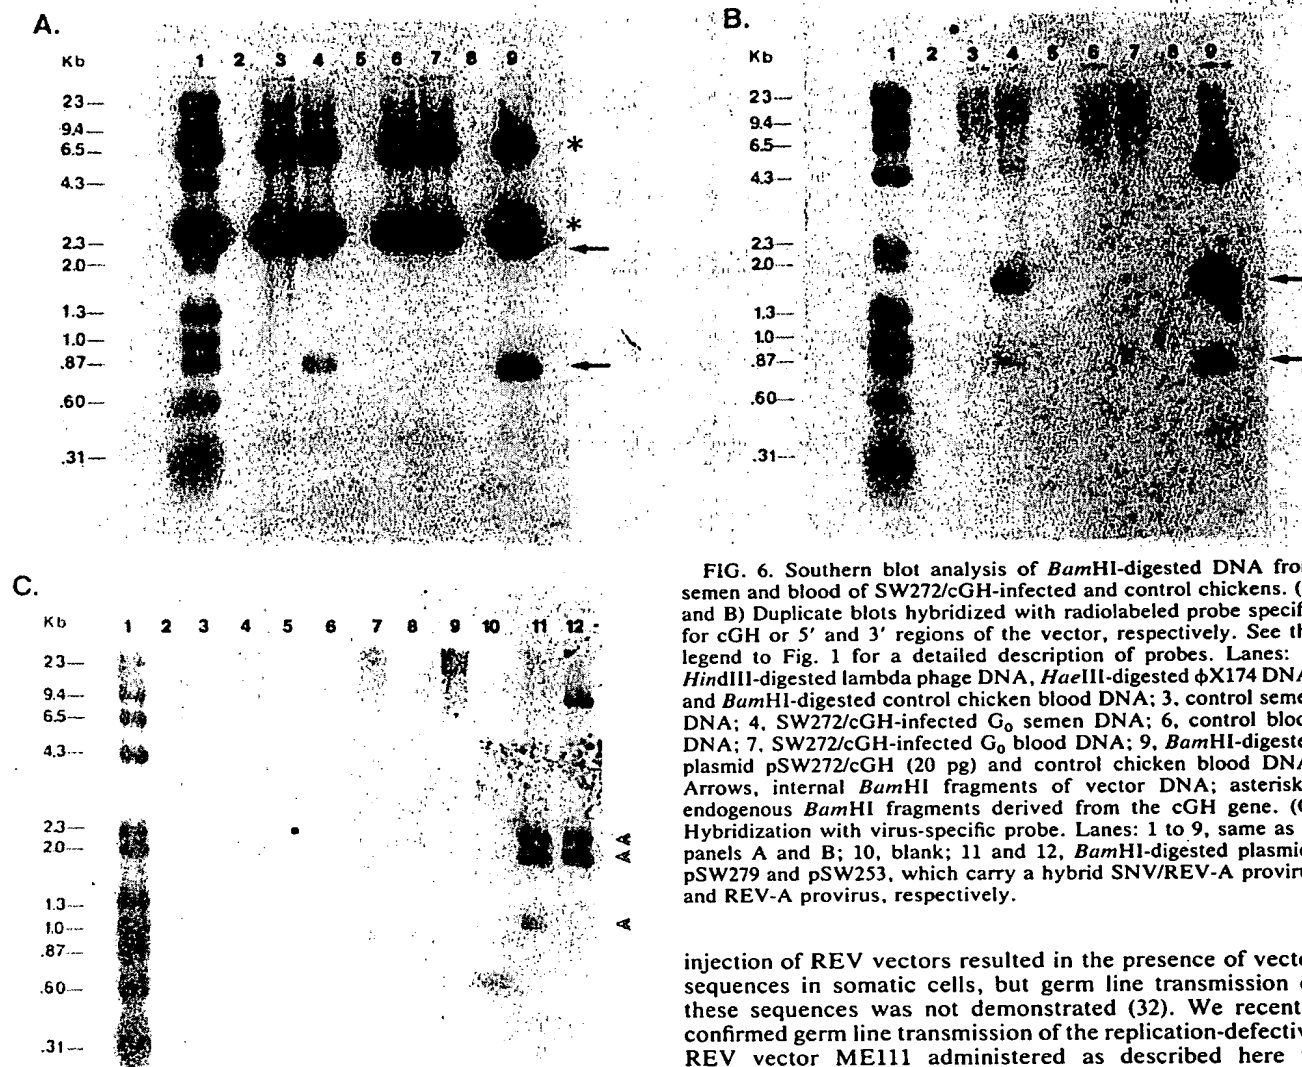 A.
Kb
1 2 3 4 5 6 7 8 9
23
9.4
6.5
*
4.3
*
2.3
2.0
1.3
1.0
.87
.60
.31
B.
Kb
1 2 3 4 5 6 7 8 9
23
9.4
6.5
4.3
2.3
2.0
1.3
1.0
.87
.60
.31
C.
Kb
1 2 3 4 5 6 7 8 9 10 11 12
23
9.4
6.5
4.3
2.3
2.0
1.3
1.0
.87
.60
.31
FIG. 6. Southern blot analysis of BamHI-digested DNA fro
semen and blood of SW272/cGH-infected and control chickens. (
and B) Duplicate blots hybridized with radiolabeled probe specif
for cGH or 5′ and 3′ regions of the vector, respectively. See th
legend to Fig. 1 for a detailed description of probes. Lanes:
HindIII-digested lambda phage DNA, HaeIII-digested ϕX174 DNA
and BamHI-digested control chicken blood DNA; 3, control seme
DNA; 4, SW272/cGH-infected G₀ semen DNA; 6, control bloo
DNA; 7, SW272/cGH-infected G₀ blood DNA; 9, BamHI-digeste
plasmid pSW272/cGH (20 pg) and control chicken blood DNA
Arrows, internal BamHI fragments of vector DNA; asterisk
endogenous BamHI fragments derived from the cGH gene. (C
Hybridization with virus-specific probe. Lanes: 1 to 9, same as
panels A and B; 10, blank; 11 and 12, BamHI-digested plasmid
pSW279 and pSW253, which carry a hybrid SNV/REV-A proviru
and REV-A provirus, respectively.
injection of REV vectors resulted in the presence of vecto
sequences in somatic cells, but germ line transmission o
these sequences was not demonstrated (32). We recent
confirmed germ line transmission of the replication-defectiv
REV vector ME111 administered as described here